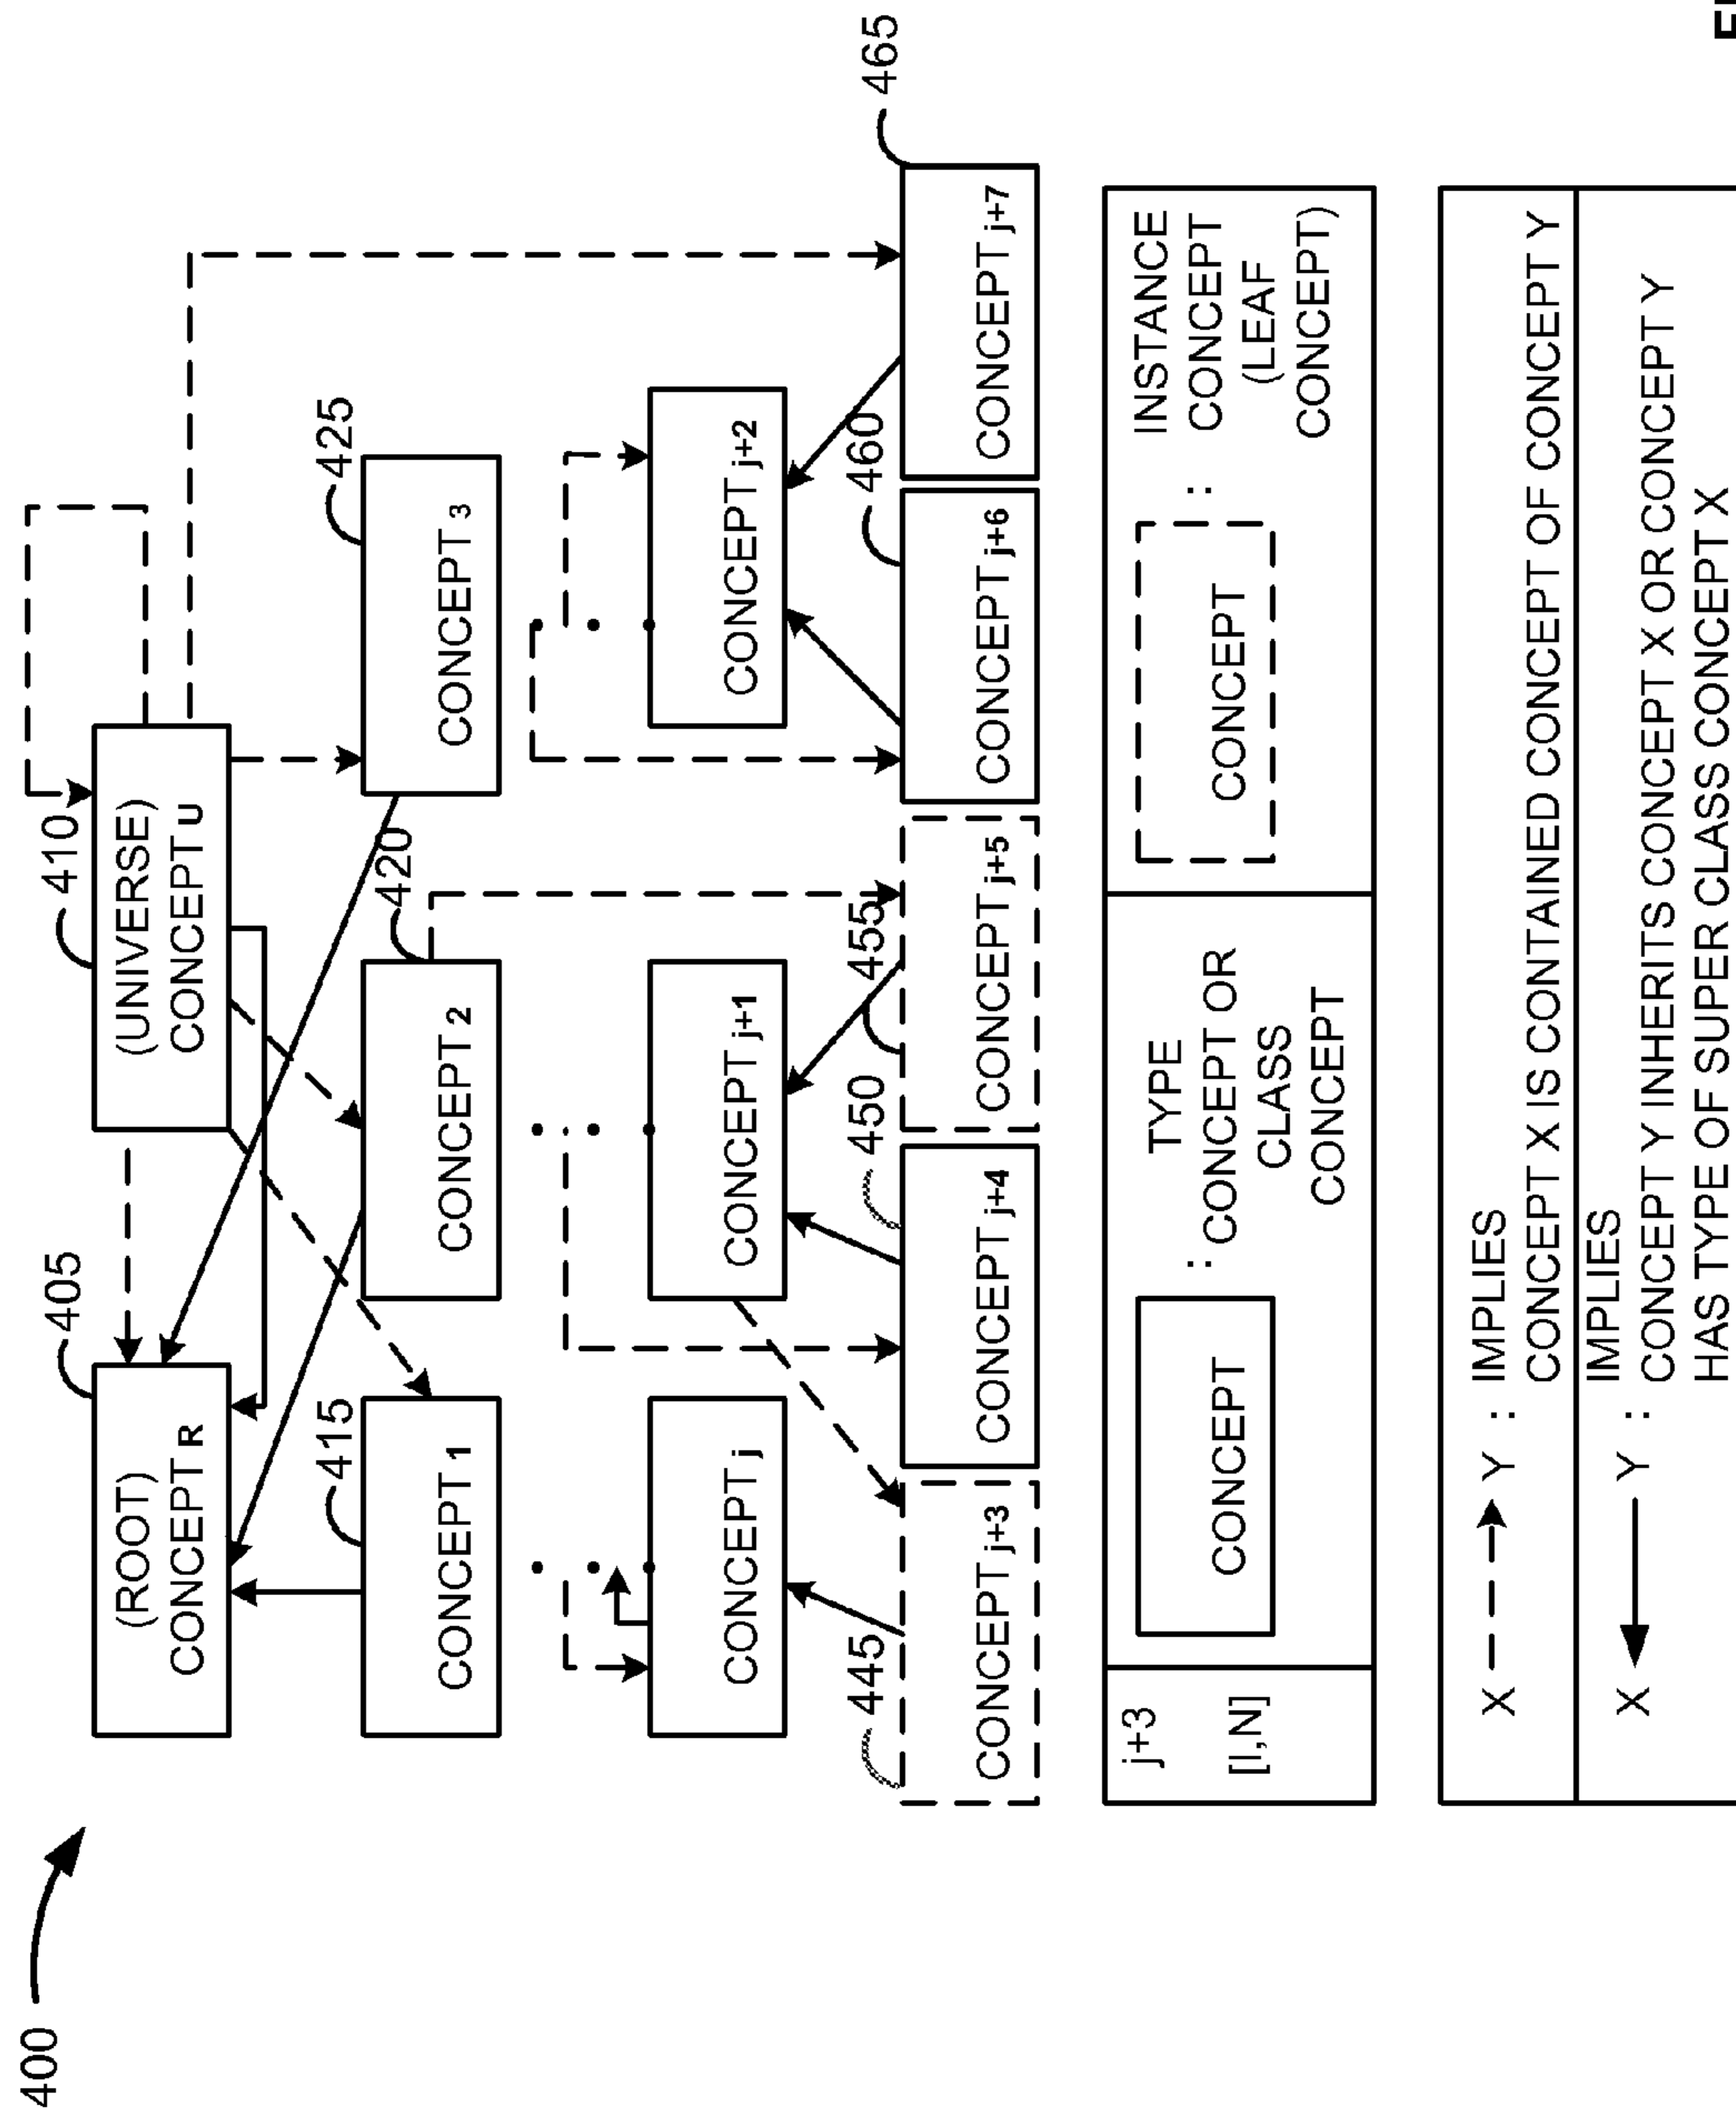 400
405
410
(ROOT)
CONCEPT R
(UNIVERSE)
CONCEPT U
415
420
425
CONCEPT 1
CONCEPT 2
CONCEPT 3
CONCEPT j
CONCEPT j+1
CONCEPT j+2
445
450
455
460
465
CONCEPT j+3
CONCEPT j+4
CONCEPT j+5
CONCEPT j+6
CONCEPT j+7
j+3
[I,N]
CONCEPT
TYPE
: CONCEPT OR
CLASS
CONCEPT
CONCEPT
INSTANCE
: CONCEPT
(LEAF
CONCEPT)
X Y : IMPLIES
CONCEPT X IS CONTAINED CONCEPT OF CONCEPT Y
X Y : IMPLIES
CONCEPT Y INHERITS CONCEPT X OR CONCEPT Y
HAS TYPE OF SUPER CLASS CONCEPT X